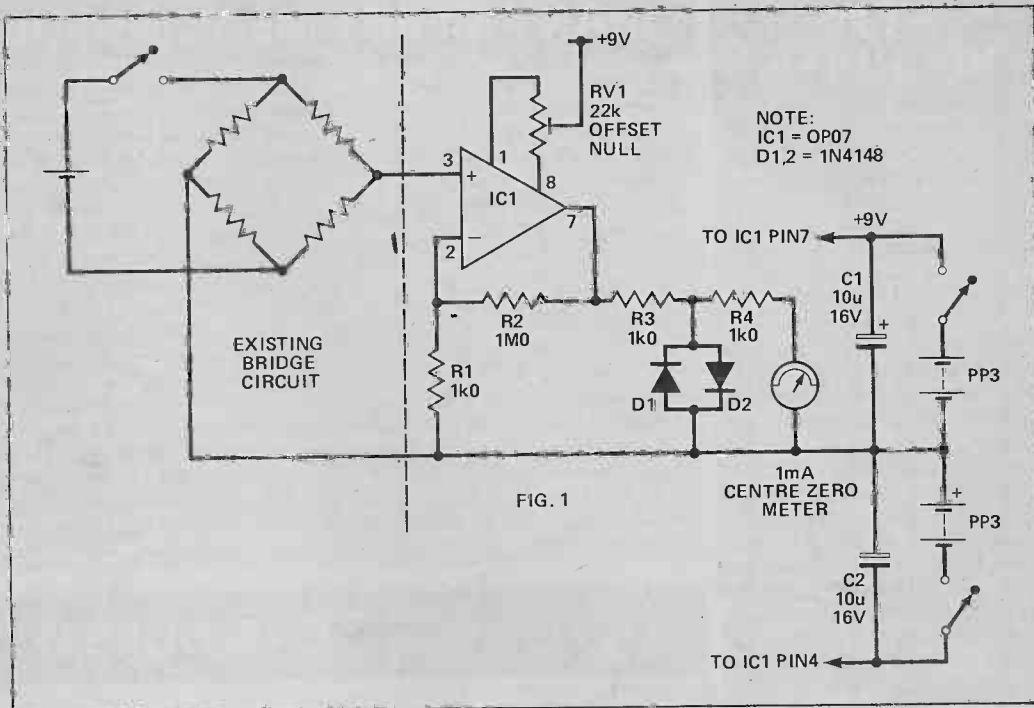 +9V
RV1
22k
OFFSET
NULL
NOTE:
IC1 = OP07
D1,2 = 1N4148
3
+
1
IC1
8
7
2
−
+9V
TO IC1 PIN7
C1
10u
16V
+
PP3
R2
1M0
R3
1k0
R4
1k0
EXISTING
BRIDGE
CIRCUIT
R1
1k0
D1
D2
FIG. 1
1mA
CENTRE ZERO
METER
+
PP3
C2
10u
16V
TO IC1 PIN4